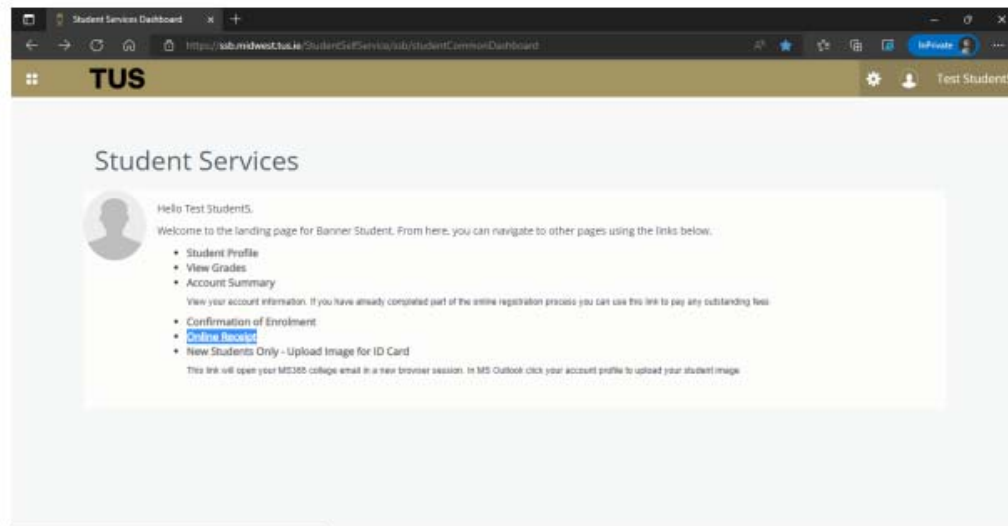 Student Services Dashboard
https://ssb.midwest.tus.ie/StudentSelfService/ssb/studentCommonDashboard
InPrivate
TUS
Test Student5
Student Services
Hello Test Student5,
Welcome to the landing page for Banner Student. From here, you can navigate to other pages using the links below.
• Student Profile
• View Grades
• Account Summary
View your account information. If you have already completed part of the online registration process you can use this link to pay any outstanding fees
• Confirmation of Enrolment
• Online Receipt
• New Students Only - Upload Image for ID Card
This link will open your MS365 college email in a new browser session. In MS Outlook click your account profile to upload your student image